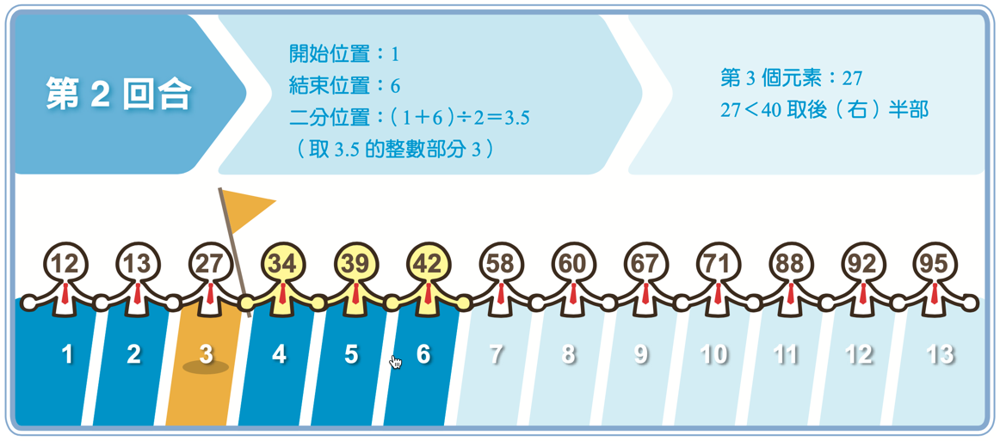 第 2 回合
開始位置：1
結束位置：6
二分位置：(1＋6)÷2＝3.5
（取 3.5 的整數部分 3）
第 3 個元素：27
27＜40 取後（右）半部
12 13 27 34 39 42 58 60 67 71 88 92 95
1 2 3 4 5 6 7 8 9 10 11 12 13